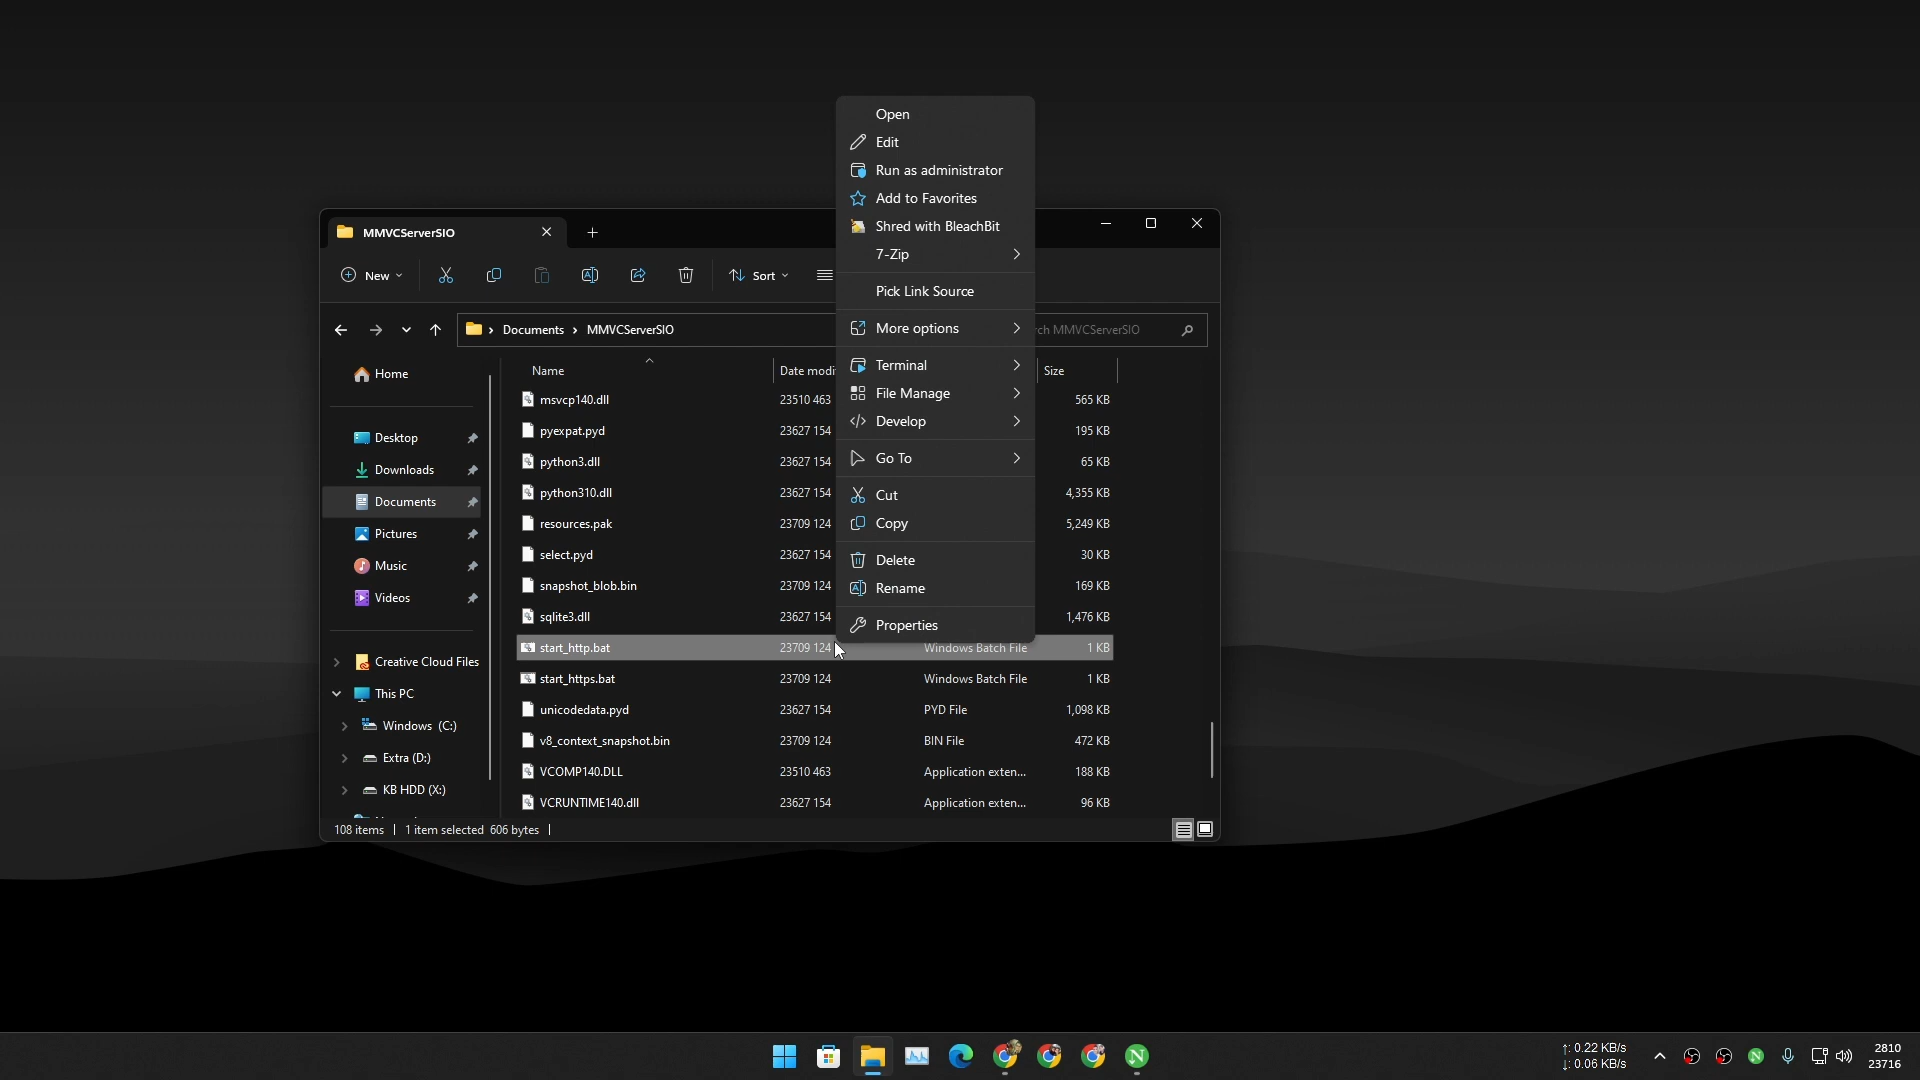 Open
Edit
Run as administrator
Add to Favorites
Shred with BleachBit
7-Zip
Pick Link Source
More options
Terminal
File Manage
Develop
Go To
Cut
Copy
Delete
Rename
Properties
MMVCServerSIO
New
Sort
Documents › MMVCServerSIO
rch MMVCServerSIO
Home
Desktop
Downloads
Documents
Pictures
Music
Videos
Creative Cloud Files
This PC
Windows (C:)
Extra (D:)
KB HDD (X:)
Name Date modi Size
msvcp140.dll 23510 463 565 KB
pyexpat.pyd 23627 154 195 KB
python3.dll 23627 154 65 KB
python310.dll 23627 154 4,355 KB
resources.pak 23709 124 5,249 KB
select.pyd 23627 154 30 KB
snapshot_blob.bin 23709 124 169 KB
sqlite3.dll 23627 154 1,476 KB
start_http.bat 23709 124 Windows Batch File 1 KB
start_https.bat 23709 124 Windows Batch File 1 KB
unicodedata.pyd 23627 154 PYD File 1,098 KB
v8_context_snapshot.bin 23709 124 BIN File 472 KB
VCOMP140.DLL 23510 463 Application exten... 188 KB
VCRUNTIME140.dll 23627 154 Application exten... 96 KB
108 items 1 item selected 606 bytes
↑: 0.22 KB/s
↓: 0.06 KB/s
2810
23716